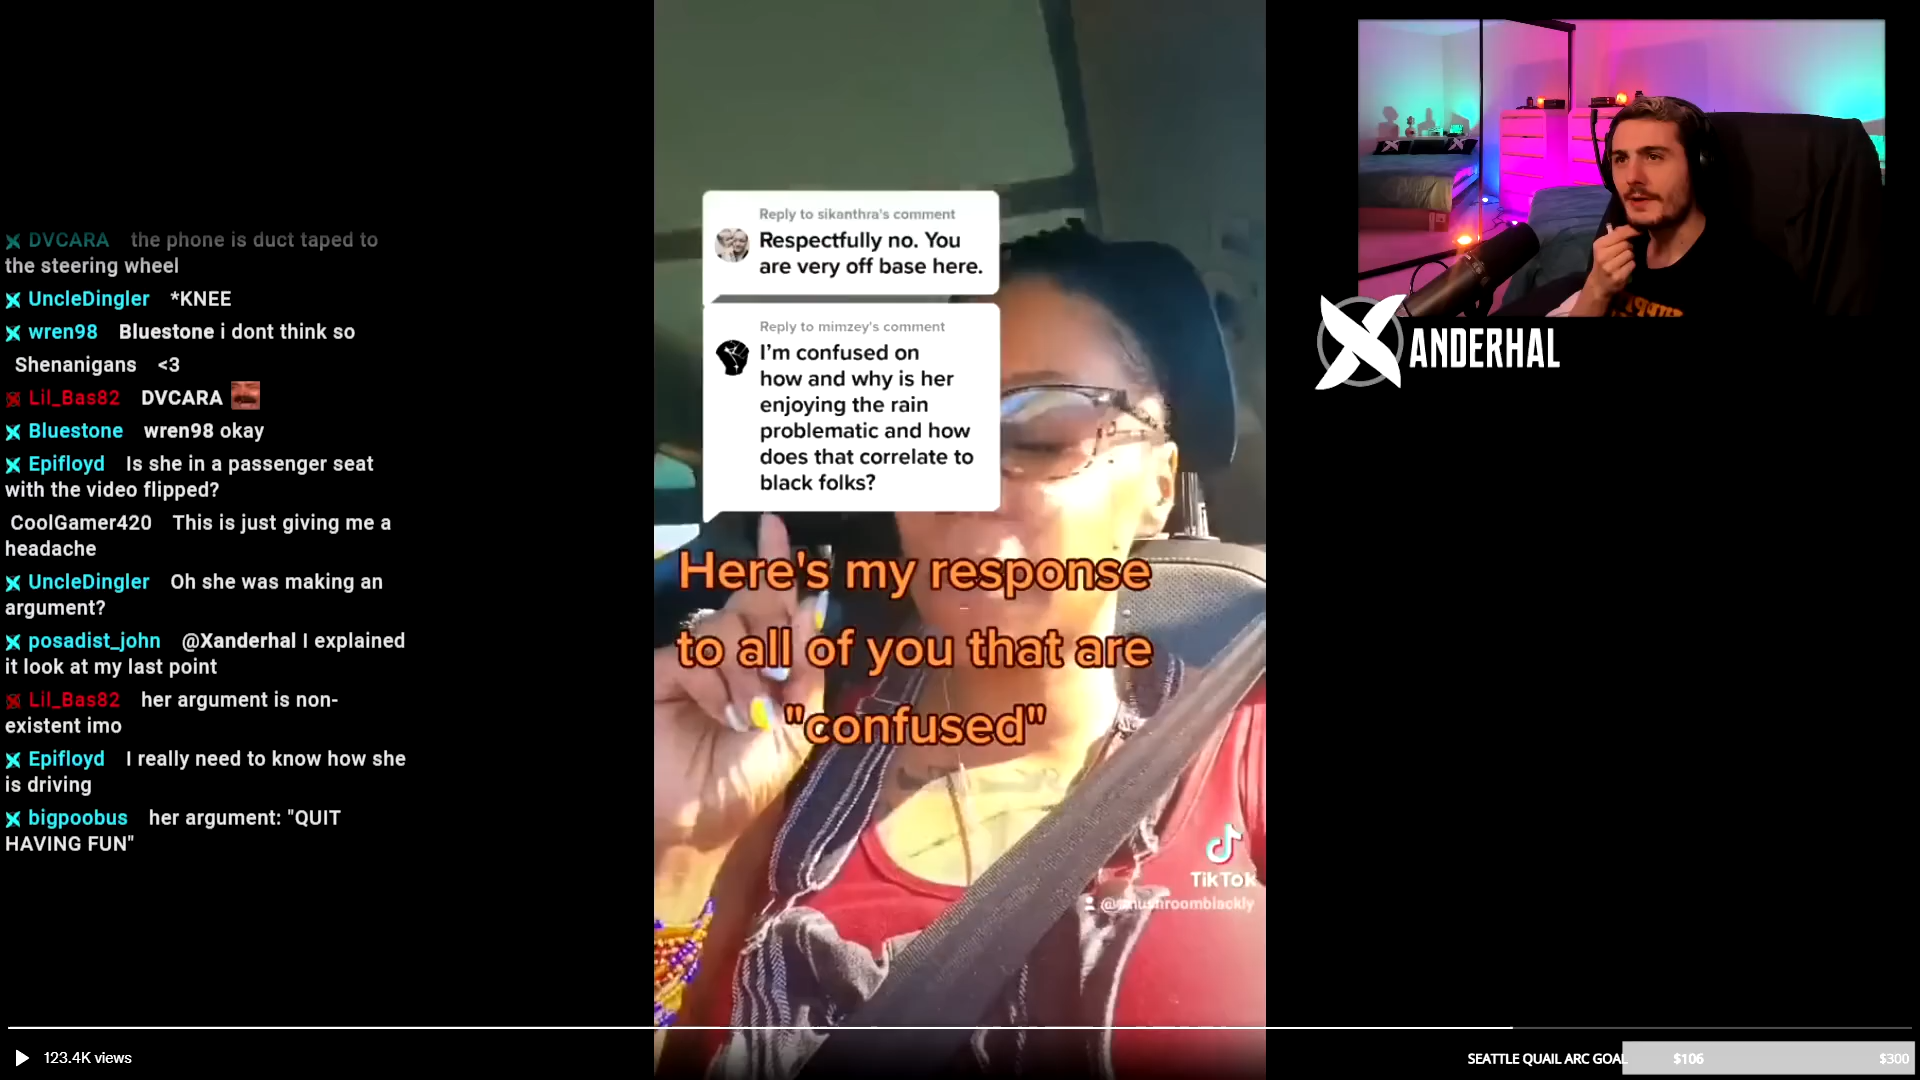 DVCARA the phone is duct taped to
the steering wheel
UncleDingler *KNEE
wren98 Bluestone i dont think so
Shenanigans <3
Lil_Bas82 DVCARA
Bluestone wren98 okay
Epifloyd Is she in a passenger seat
with the video flipped?
CoolGamer420 This is just giving me a
headache
UncleDingler Oh she was making an
argument?
posadist_john @Xanderhal I explained
it look at my last point
Lil_Bas82 her argument is non-
existent imo
Epifloyd I really need to know how she
is driving
bigpoobus her argument: "QUIT
HAVING FUN"
Reply to sikanthra's comment
Respectfully no. You
are very off base here.
Reply to mimzey's comment
I'm confused on
how and why is her
enjoying the rain
problematic and how
does that correlate to
black folks?
Here's my response
to all of you that are
"confused"
TikTok
XANDERHAL
123.4K views
SEATTLE QUAIL ARC GOAL $106 $300